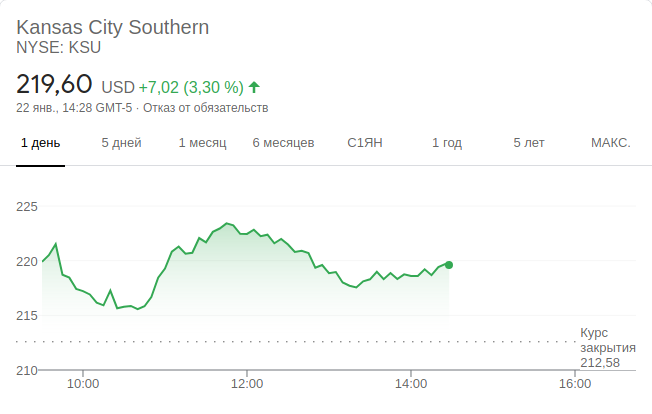 Kansas City Southern
NYSE: KSU
219,60 USD +7,02 (3,30 %)
22 янв., 14:28 GMT-5 · Отказ от обязательств
1 день 5 дней 1 месяц 6 месяцев С1ЯН 1 год 5 лет МАКС.
225
220
215
Курс
закрытия
212,58
210
10:00 12:00 14:00 16:00